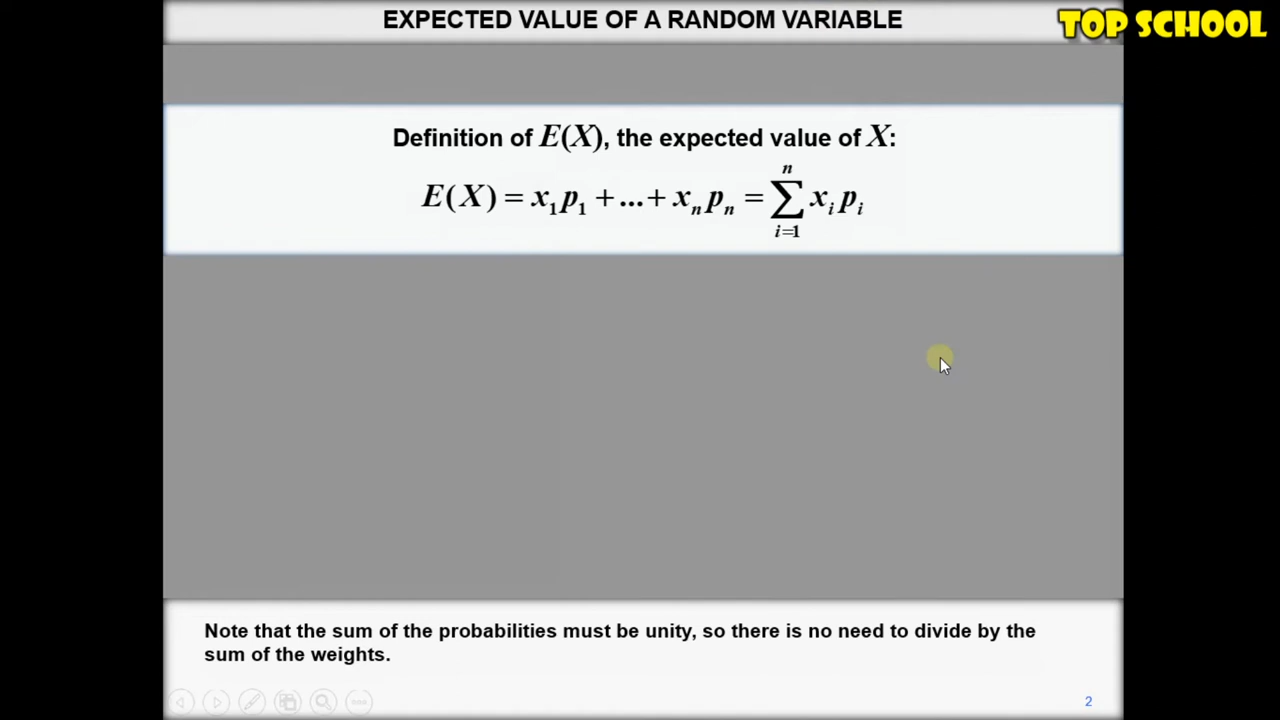 EXPECTED VALUE OF A RANDOM VARIABLE
TOP SCHOOL
Definition of E(X), the expected value of X:
E(X) = x₁p₁ + ... + xₙpₙ = ∑ⁿᵢ₌₁ xᵢpᵢ
Note that the sum of the probabilities must be unity, so there is no need to divide by the
sum of the weights.
2